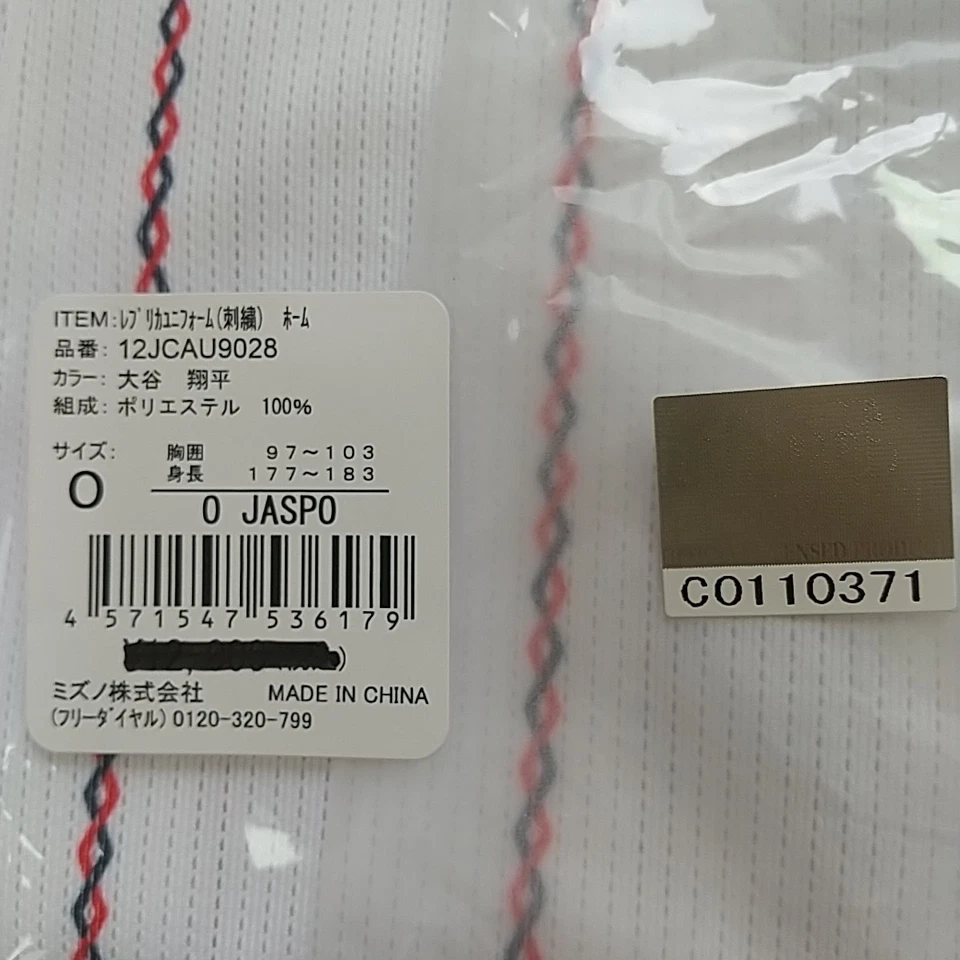 ITEM:ﾚﾌﾟﾘｶﾕﾆﾌｫｰﾑ(刺繍) ﾎｰﾑ
品番: 12JCAU9028
カラー: 大谷 翔平
組成: ポリエステル 100%
サイズ:
胸囲 97～103
身長 177～183
O
O JASPO
4 571547 536179
ミズノ株式会社 MADE IN CHINA
(フリーダイヤル) 0120-320-799
C0110371